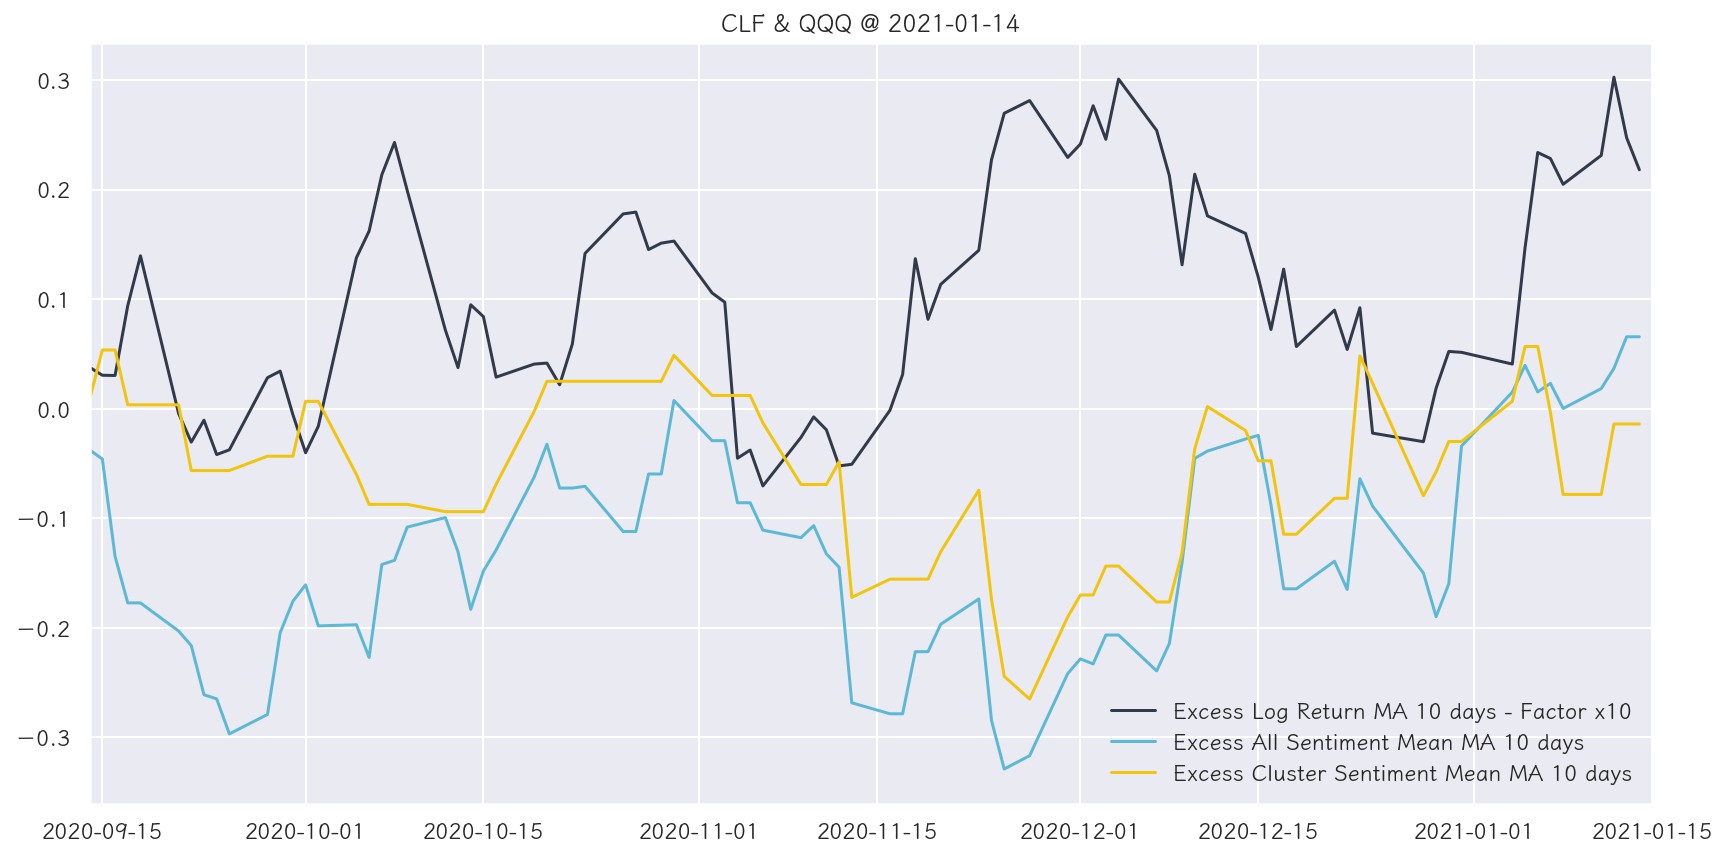 CLF & QQQ @ 2021-01-14
0.3
0.2
0.1
0.0
−0.1
−0.2
−0.3
Excess Log Return MA 10 days - Factor x10
Excess All Sentiment Mean MA 10 days
Excess Cluster Sentiment Mean MA 10 days
2020-09-15 2020-10-01 2020-10-15 2020-11-01 2020-11-15 2020-12-01 2020-12-15 2021-01-01 2021-01-15